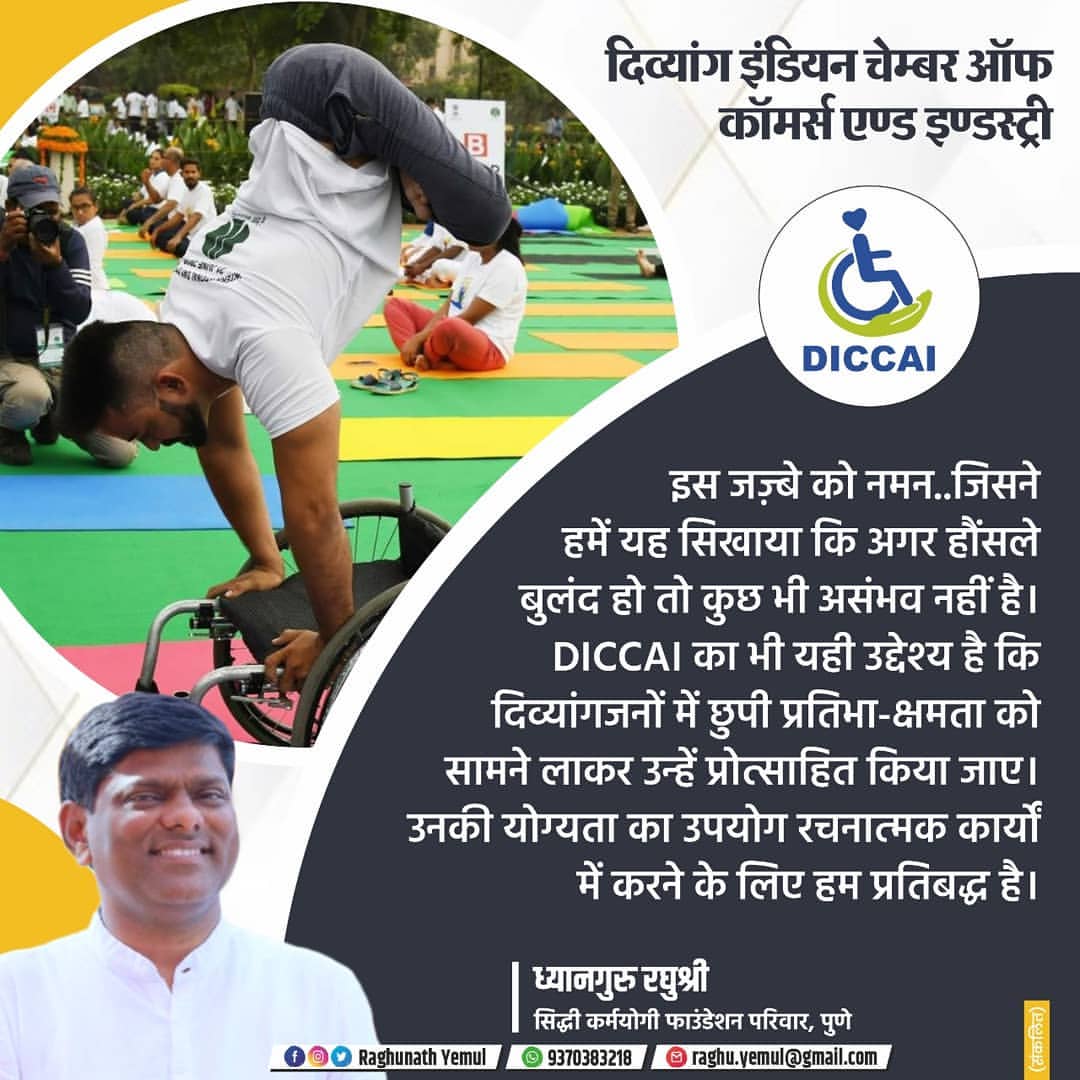 दिव्यांग इंडियन चेम्बर ऑफ
कॉमर्स एण्ड इण्डस्ट्री
DICCAI
B
इस जज़्बे को नमन..जिसने
हमें यह सिखाया कि अगर हौंसले
बुलंद हो तो कुछ भी असंभव नहीं है।
DICCAI का भी यही उद्देश्य है कि
दिव्यांगजनों में छुपी प्रतिभा-क्षमता को
सामने लाकर उन्हें प्रोत्साहित किया जाए।
उनकी योग्यता का उपयोग रचनात्मक कार्यों
में करने के लिए हम प्रतिबद्ध है।
ध्यानगुरु रघुश्री
सिद्धी कर्मयोगी फाउंडेशन परिवार, पुणे
Raghunath Yemul / 9370383218 / raghu.yemul@gmail.com
(संकलित)